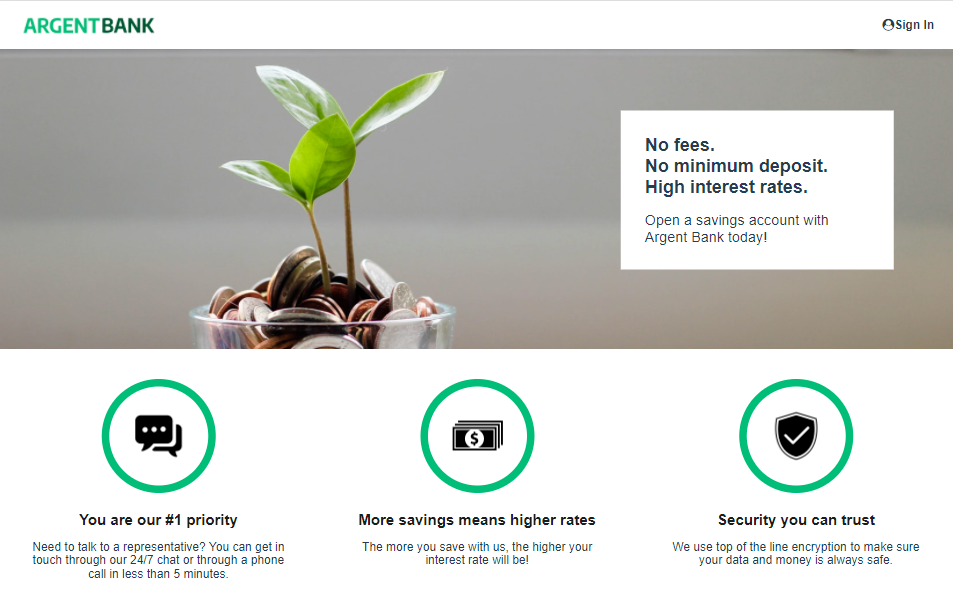 ARGENTBANK
Sign In
No fees.
No minimum deposit.
High interest rates.
Open a savings account with
Argent Bank today!
You are our #1 priority
Need to talk to a representative? You can get in
touch through our 24/7 chat or through a phone
call in less than 5 minutes.
More savings means higher rates
The more you save with us, the higher your
interest rate will be!
Security you can trust
We use top of the line encryption to make sure
your data and money is always safe.